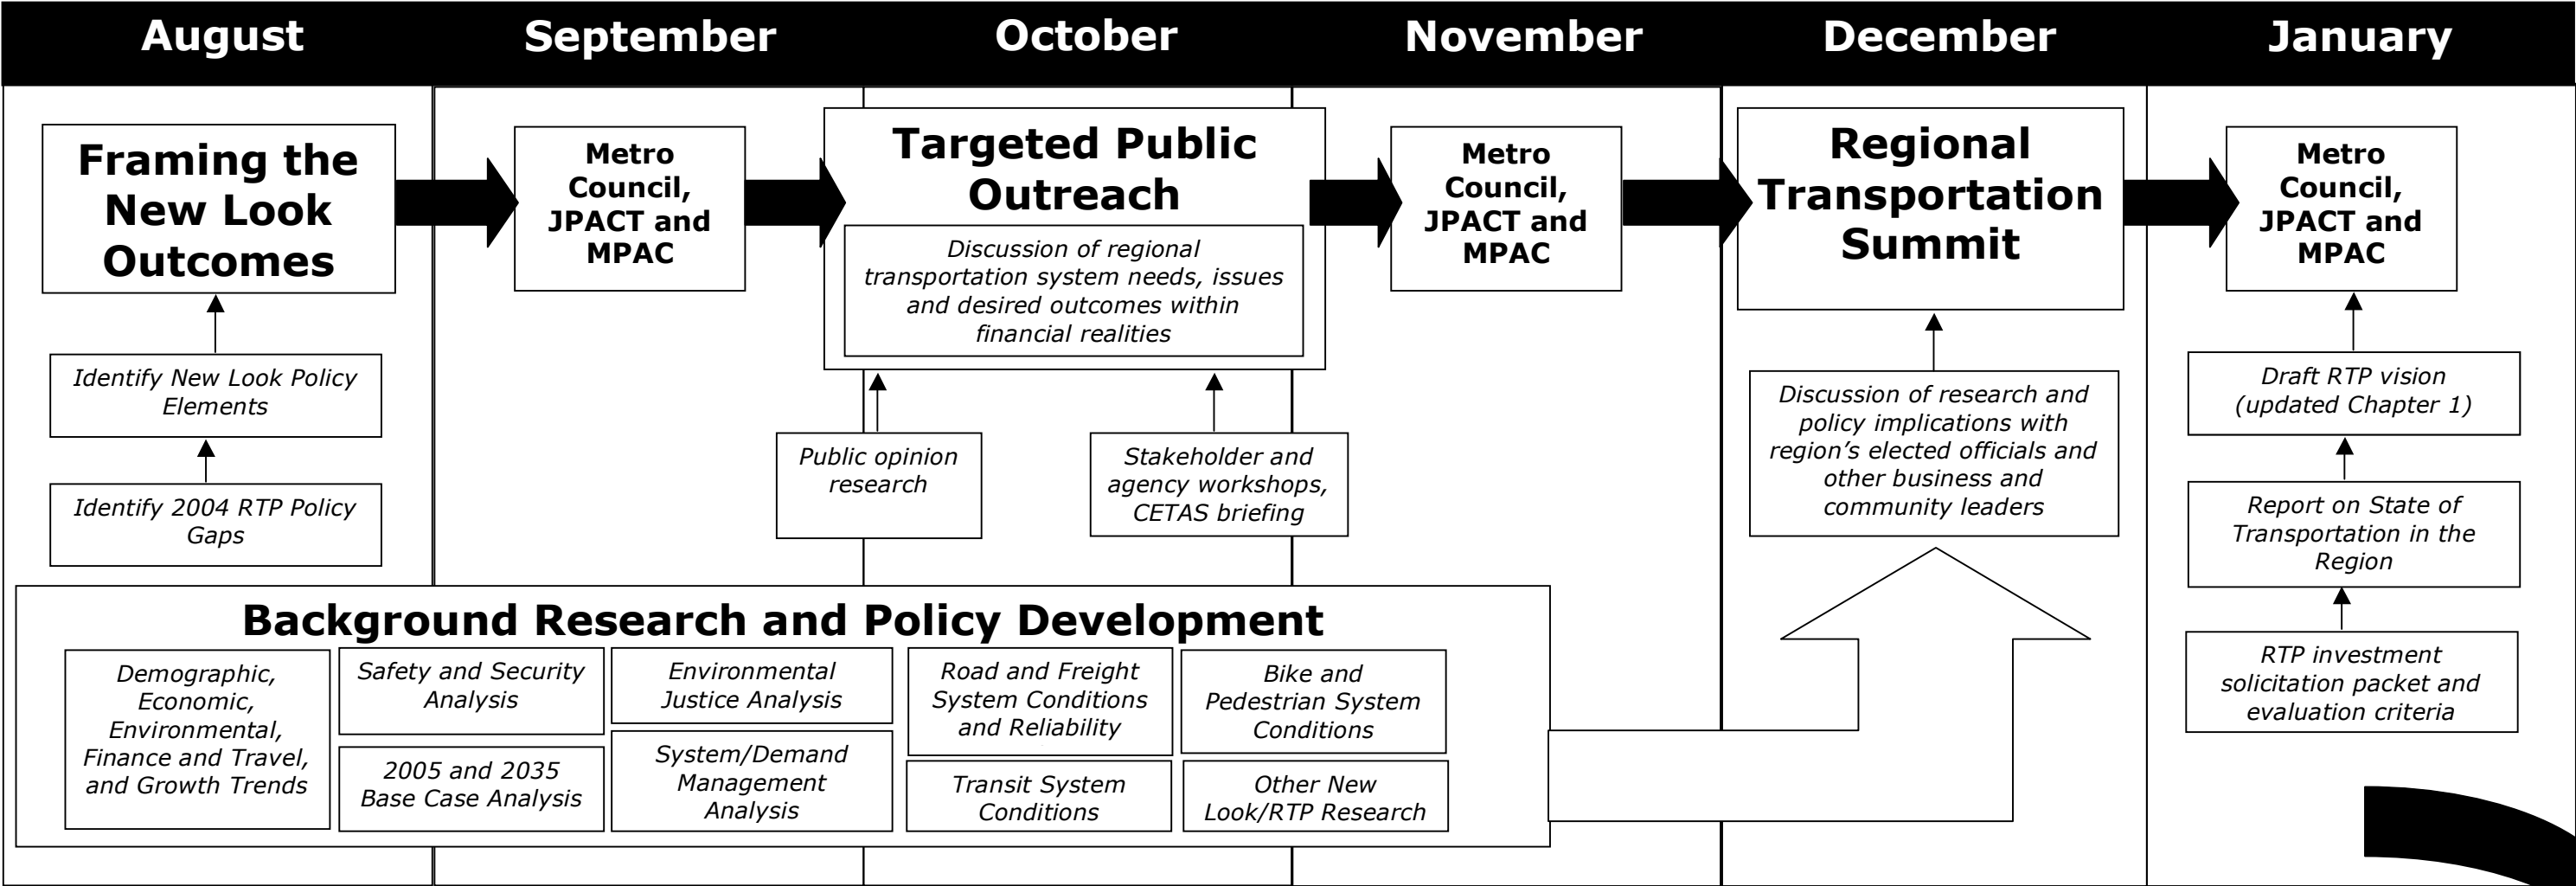 August
September
October
November
December
January
Framing the
New Look
Outcomes
Metro
Council,
JPACT and
MPAC
Targeted Public
Outreach
Discussion of regional
transportation system needs, issues
and desired outcomes within
financial realities
Metro
Council,
JPACT and
MPAC
Regional
Transportation
Summit
Metro
Council,
JPACT and
MPAC
Identify New Look Policy
Elements
Identify 2004 RTP Policy
Gaps
Public opinion
research
Stakeholder and
agency workshops,
CETAS briefing
Discussion of research and
policy implications with
region’s elected officials and
other business and
community leaders
Draft RTP vision
(updated Chapter 1)
Report on State of
Transportation in the
Region
RTP investment
solicitation packet and
evaluation criteria
Background Research and Policy Development
Demographic,
Economic,
Environmental,
Finance and Travel,
and Growth Trends
Safety and Security
Analysis
2005 and 2035
Base Case Analysis
Environmental
Justice Analysis
System/Demand
Management
Analysis
Road and Freight
System Conditions
and Reliability
Transit System
Conditions
Bike and
Pedestrian System
Conditions
Other New
Look/RTP Research